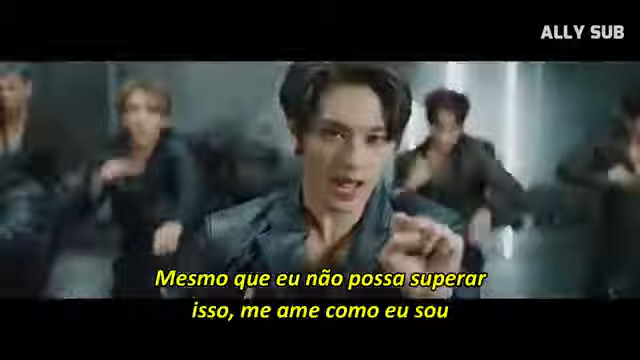 ALLY SUB
Mesmo que eu não possa superar
isso, me ame como eu sou